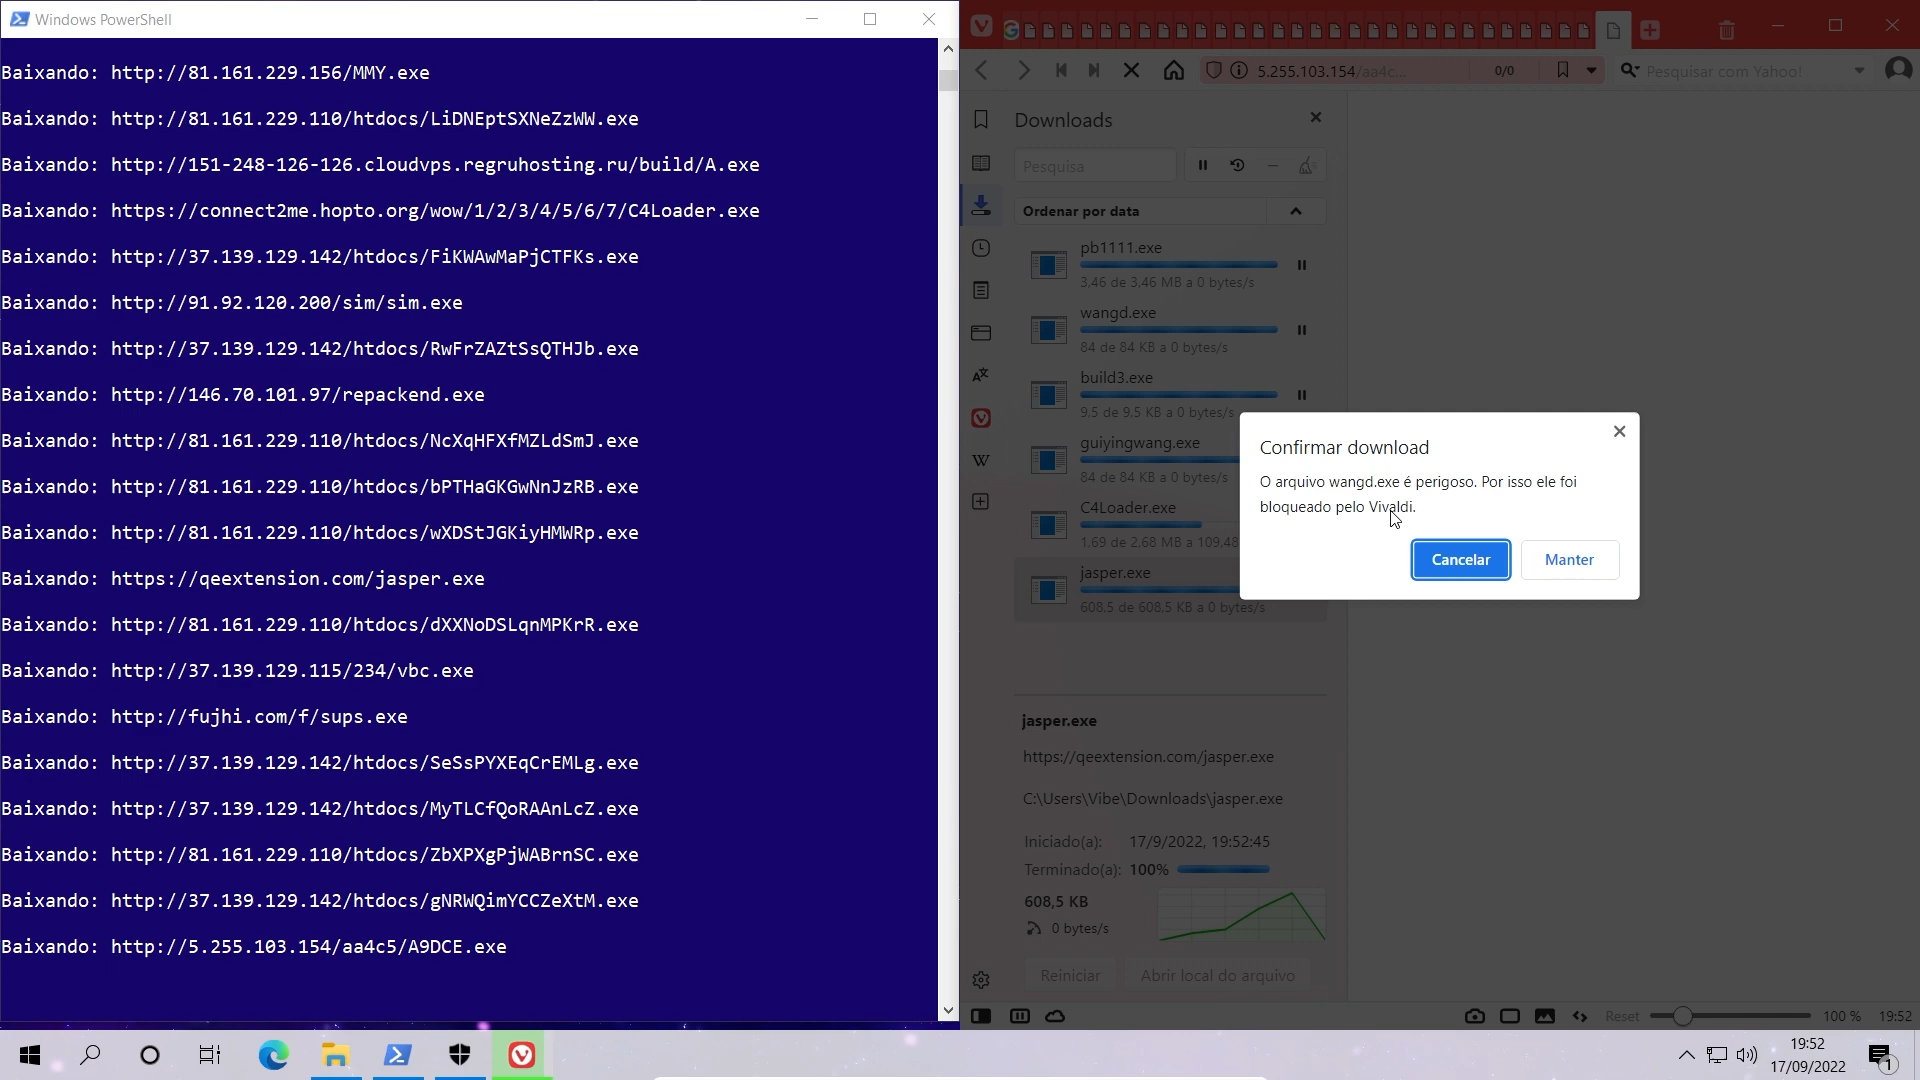 Windows PowerShell
Baixando: http://81.161.229.156/MMY.exe
Baixando: http://81.161.229.110/htdocs/LiDNEptSXNeZzWW.exe
Baixando: http://151-248-126-126.cloudvps.regruhosting.ru/build/A.exe
Baixando: https://connect2me.hopto.org/wow/1/2/3/4/5/6/7/C4Loader.exe
Baixando: http://37.139.129.142/htdocs/FiKWAwMaPjCTFKs.exe
Baixando: http://91.92.120.200/sim/sim.exe
Baixando: http://37.139.129.142/htdocs/RwFrZAZtSsQTHJb.exe
Baixando: http://146.70.101.97/repackend.exe
Baixando: http://81.161.229.110/htdocs/NcXqHFXfMZLdSmJ.exe
Baixando: http://81.161.229.110/htdocs/bPTHaGKGwNnJzRB.exe
Baixando: http://81.161.229.110/htdocs/wXDStJGKiyHMWRp.exe
Baixando: https://qeextension.com/jasper.exe
Baixando: http://81.161.229.110/htdocs/dXXNoDSLqnMPKrR.exe
Baixando: http://37.139.129.115/234/vbc.exe
Baixando: http://fujhi.com/f/sups.exe
Baixando: http://37.139.129.142/htdocs/SeSsPYXEqCrEMLg.exe
Baixando: http://37.139.129.142/htdocs/MyTLCfQoRAAnLcZ.exe
Baixando: http://81.161.229.110/htdocs/ZbXPXgPjWABrnSC.exe
Baixando: http://37.139.129.142/htdocs/gNRWQimYCCZeXtM.exe
Baixando: http://5.255.103.154/aa4c5/A9DCE.exe
5.255.103.154/aa4c... 0/0 Pesquisar com Yahoo!
Downloads
Pesquisa
Ordenar por data
pb1111.exe
3,46 de 3,46 MB a 0 bytes/s
wangd.exe
84 de 84 KB a 0 bytes/s
build3.exe
9,5 de 9,5 KB a 0 bytes/s
guiyingwang.exe
84 de 84 KB a 0 bytes/s
C4Loader.exe
1,69 de 2,68 MB a 109,48
jasper.exe
608,5 de 608,5 KB a 0 bytes/s
Confirmar download
O arquivo wangd.exe é perigoso. Por isso ele foi
bloqueado pelo Vivaldi.
Cancelar Manter
jasper.exe
https://qeextension.com/jasper.exe
C:\Users\Vibe\Downloads\jasper.exe
Iniciado(a): 17/9/2022, 19:52:45
Terminado(a): 100%
608,5 KB
0 bytes/s
Reiniciar Abrir local do arquivo
Reset 100 % 19:52
19:52
17/09/2022
1